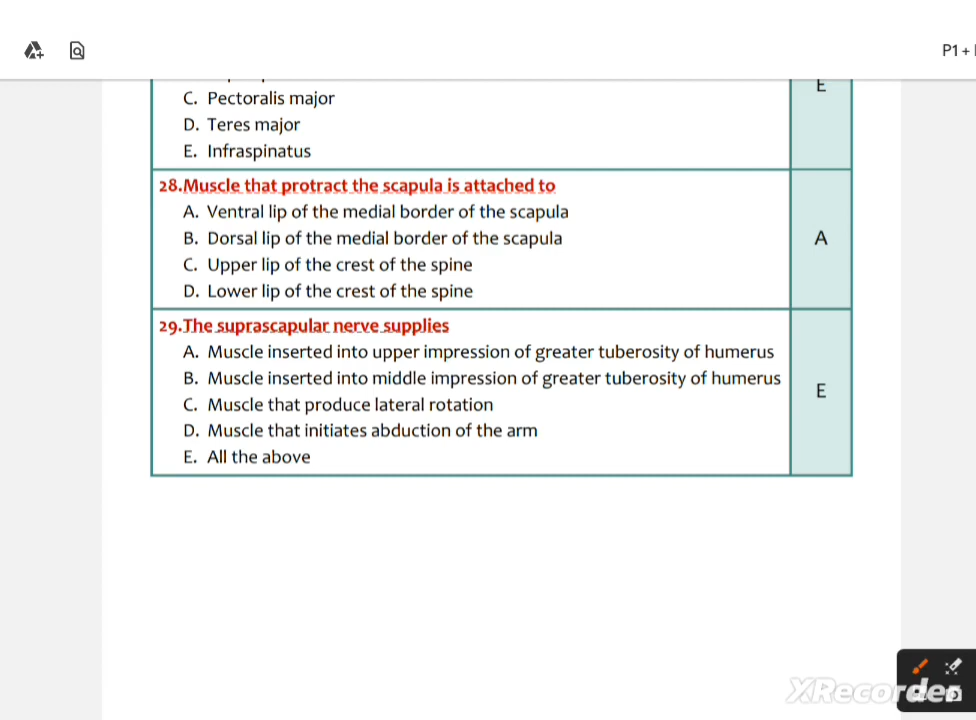 P1 +
E
C. Pectoralis major
D. Teres major
E. Infraspinatus
28.Muscle that protract the scapula is attached to
A. Ventral lip of the medial border of the scapula
B. Dorsal lip of the medial border of the scapula
C. Upper lip of the crest of the spine
D. Lower lip of the crest of the spine
A
29.The suprascapular nerve supplies
A. Muscle inserted into upper impression of greater tuberosity of humerus
B. Muscle inserted into middle impression of greater tuberosity of humerus
C. Muscle that produce lateral rotation
D. Muscle that initiates abduction of the arm
E. All the above
E
XRecorder